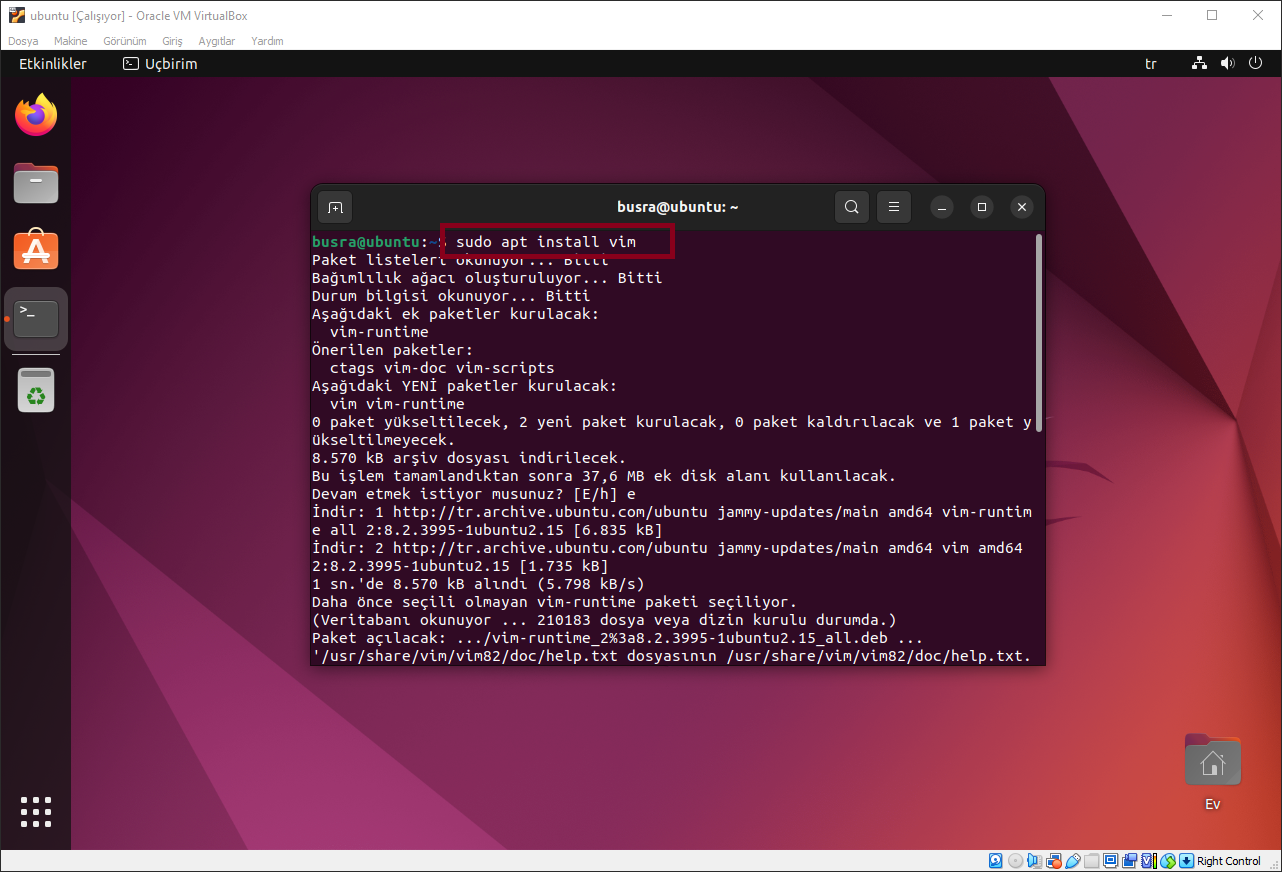 ubuntu [Çalışıyor] - Oracle VM VirtualBox
Dosya Makine Görünüm Giriş Aygıtlar Yardım
Etkinlikler Uçbirim tr
busra@ubuntu: ~
busra@ubuntu:~$ sudo apt install vim
Paket listeleri okunuyor... Bitti
Bağımlılık ağacı oluşturuluyor... Bitti
Durum bilgisi okunuyor... Bitti
Aşağıdaki ek paketler kurulacak:
vim-runtime
Önerilen paketler:
ctags vim-doc vim-scripts
Aşağıdaki YENİ paketler kurulacak:
vim vim-runtime
0 paket yükseltilecek, 2 yeni paket kurulacak, 0 paket kaldırılacak ve 1 paket y
ükseltilmeyecek.
8.570 kB arşiv dosyası indirilecek.
Bu işlem tamamlandıktan sonra 37,6 MB ek disk alanı kullanılacak.
Devam etmek istiyor musunuz? [E/h] e
İndir: 1 http://tr.archive.ubuntu.com/ubuntu jammy-updates/main amd64 vim-runtim
e all 2:8.2.3995-1ubuntu2.15 [6.835 kB]
İndir: 2 http://tr.archive.ubuntu.com/ubuntu jammy-updates/main amd64 vim amd64
2:8.2.3995-1ubuntu2.15 [1.735 kB]
1 sn.'de 8.570 kB alındı (5.798 kB/s)
Daha önce seçili olmayan vim-runtime paketi seçiliyor.
(Veritabanı okunuyor ... 210183 dosya veya dizin kurulu durumda.)
Paket açılacak: .../vim-runtime_2%3a8.2.3995-1ubuntu2.15_all.deb ...
'/usr/share/vim/vim82/doc/help.txt dosyasının /usr/share/vim/vim82/doc/help.txt.
Ev
Right Control